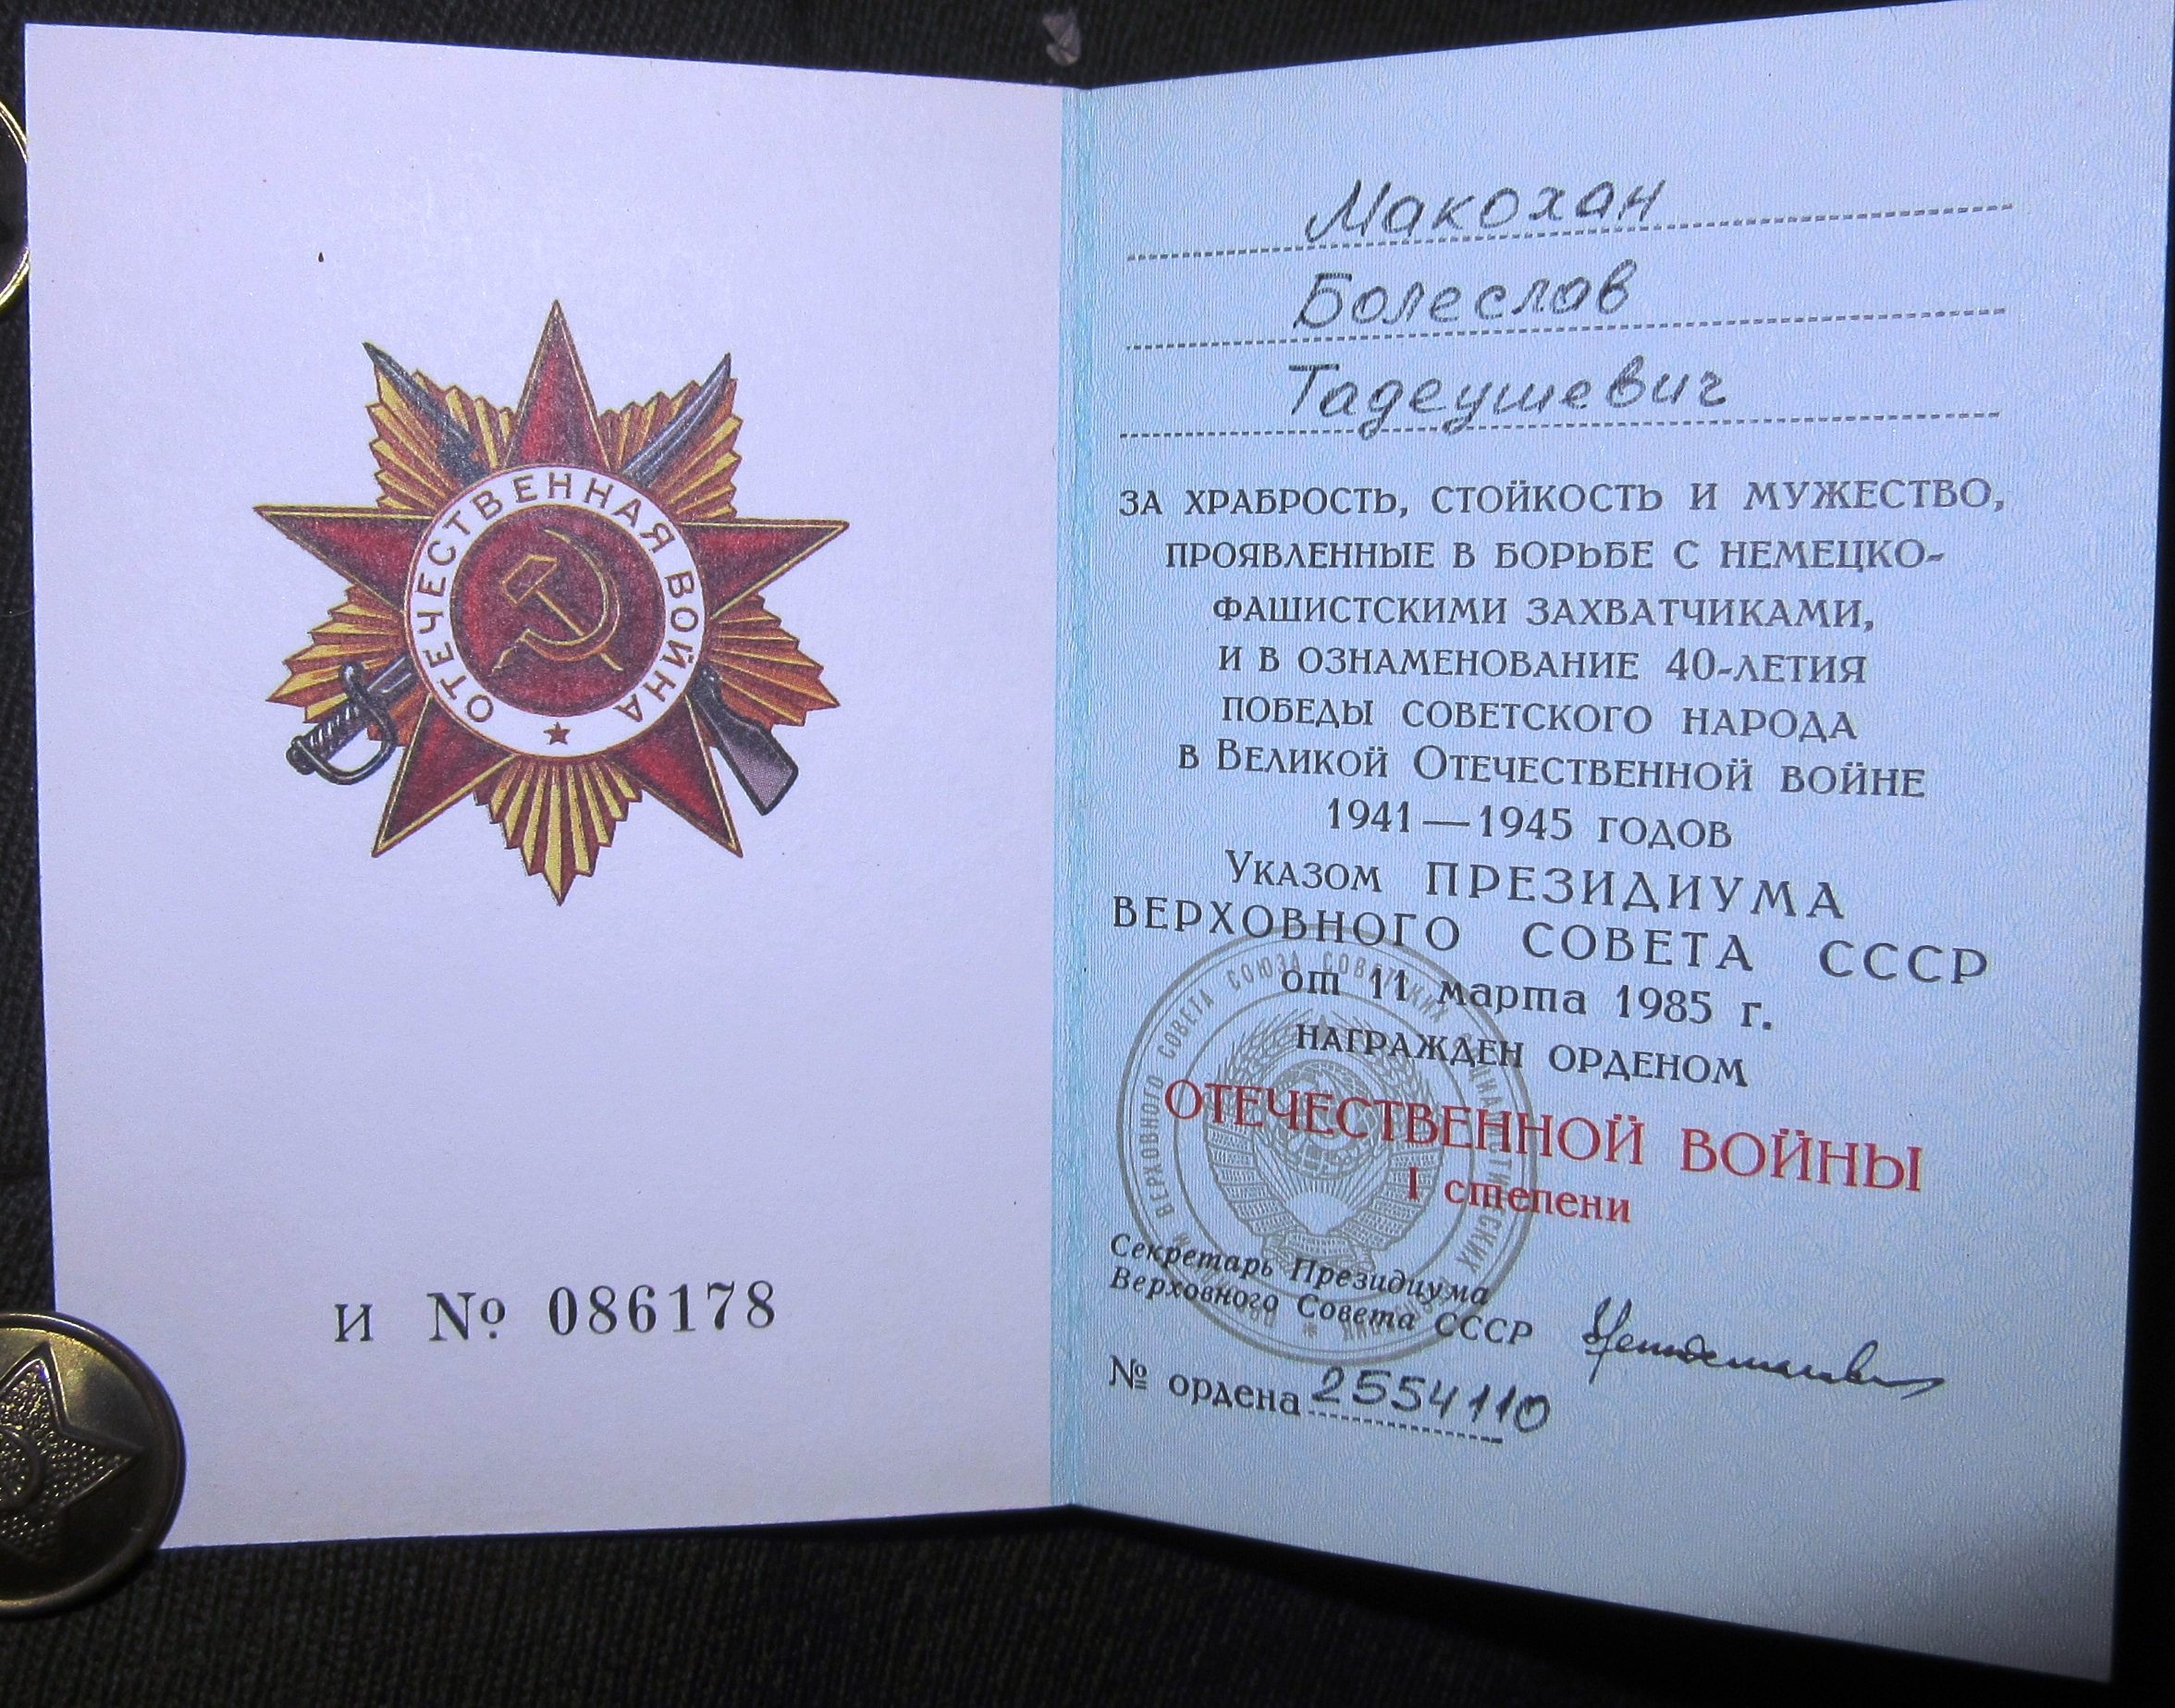 ОТЕЧЕСТВЕННАЯ ВОЙНА
И № 086178
Макохан
Болеслав
Тадеушевич
ЗА ХРАБРОСТЬ, СТОЙКОСТЬ И МУЖЕСТВО,
ПРОЯВЛЕННЫЕ В БОРЬБЕ С НЕМЕЦКО-
ФАШИСТСКИМИ ЗАХВАТЧИКАМИ,
И В ОЗНАМЕНОВАНИЕ 40-ЛЕТИЯ
ПОБЕДЫ СОВЕТСКОГО НАРОДА
В ВЕЛИКОЙ ОТЕЧЕСТВЕННОЙ ВОЙНЕ
1941—1945 ГОДОВ
УКАЗОМ ПРЕЗИДИУМА
ВЕРХОВНОГО СОВЕТА СССР
от 11 марта 1985 г.
НАГРАЖДЕН ОРДЕНОМ
ОТЕЧЕСТВЕННОЙ ВОЙНЫ
I степени
Секретарь Президиума
Верховного Совета СССР
№ ордена 2554110